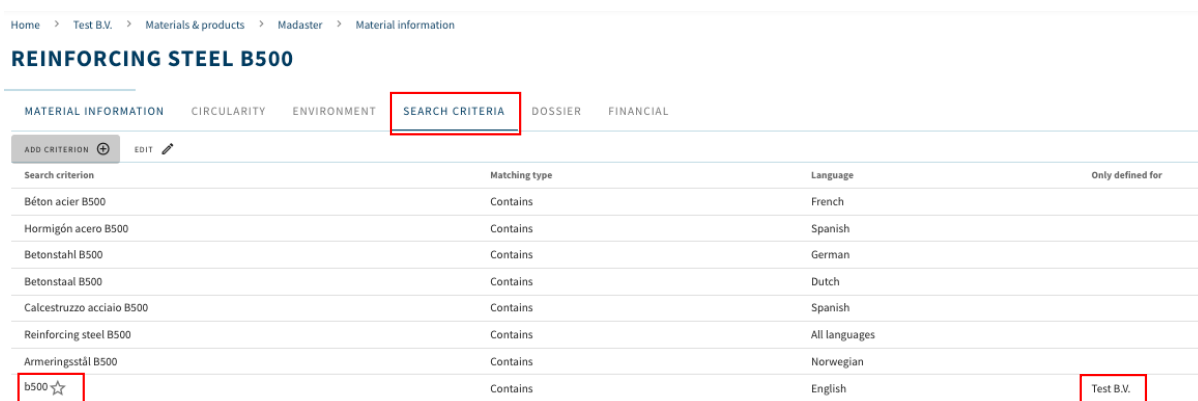 Home > Test B.V. > Materials & products > Madaster > Material information
REINFORCING STEEL B500
MATERIAL INFORMATION CIRCULARITY ENVIRONMENT SEARCH CRITERIA DOSSIER FINANCIAL
ADD CRITERION EDIT
Search criterion Matching type Language Only defined for
Béton acier B500 Contains French
Hormigón acero B500 Contains Spanish
Betonstahl B500 Contains German
Betonstaal B500 Contains Dutch
Calcestruzzo acciaio B500 Contains Spanish
Reinforcing steel B500 Contains All languages
Armeringsstål B500 Contains Norwegian
b500 Contains English Test B.V.